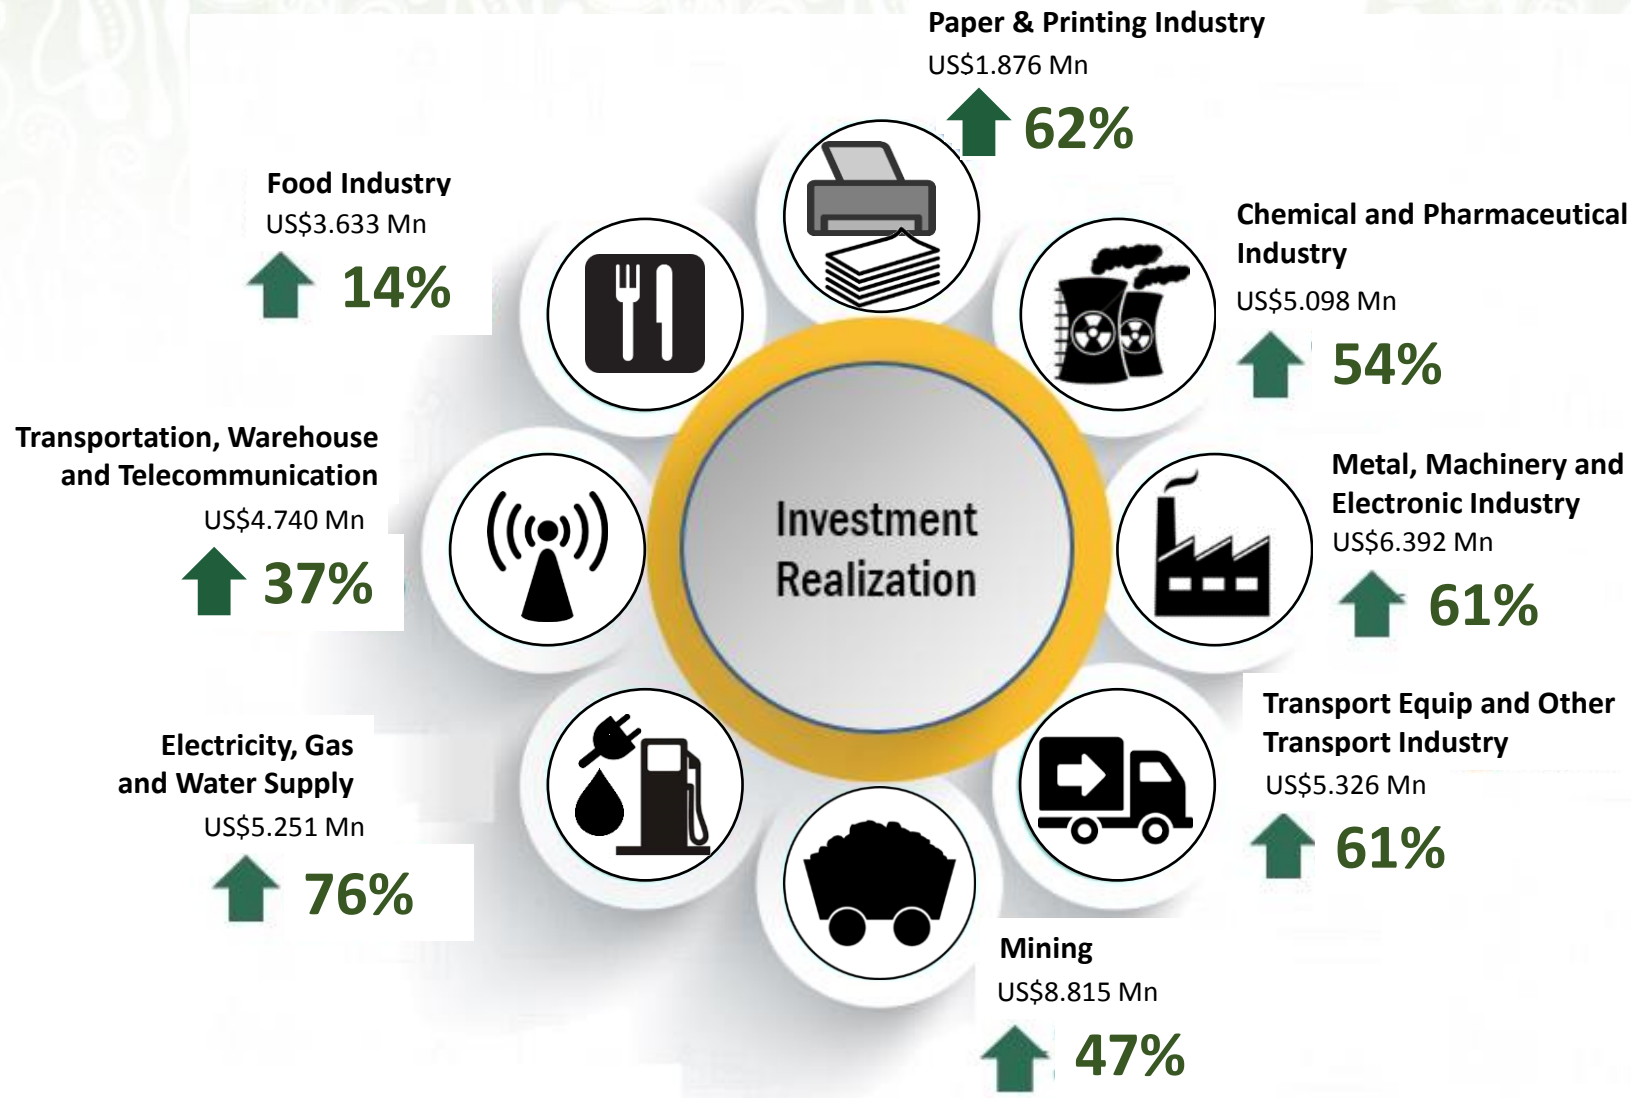 Paper & Printing Industry
US$1.876 Mn
62%
Food Industry
US$3.633 Mn
14%
Chemical and Pharmaceutical
Industry
US$5.098 Mn
54%
Transportation, Warehouse
and Telecommunication
US$4.740 Mn
37%
Investment
Realization
Metal, Machinery and
Electronic Industry
US$6.392 Mn
61%
Electricity, Gas
and Water Supply
US$5.251 Mn
76%
Transport Equip and Other
Transport Industry
US$5.326 Mn
61%
Mining
US$8.815 Mn
47%